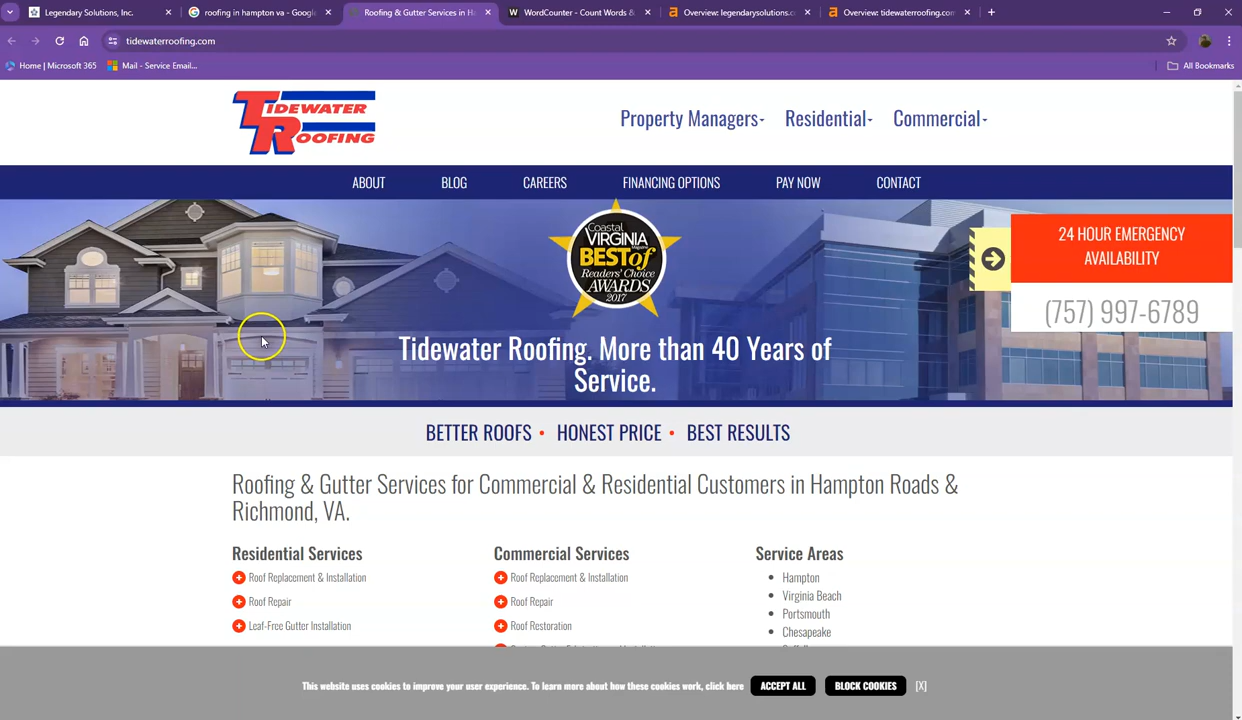 Legendary Solutions, Inc.
roofing in hampton va - Google
Roofing & Gutter Services in Ha
WordCounter - Count Words &
Overview: legendarysolutions.c
Overview: tidewaterroofing.com
tidewaterroofing.com
Home | Microsoft 365
Mail - Service Email...
All Bookmarks
TIDEWATER
ROOFING
Property Managers
Residential
Commercial
ABOUT
BLOG
CAREERS
FINANCING OPTIONS
PAY NOW
CONTACT
Coastal
VIRGINIA
Magazine
BEST of
Readers' Choice
AWARDS
2017
24 HOUR EMERGENCY
AVAILABILITY
(757) 997-6789
Tidewater Roofing. More than 40 Years of
Service.
BETTER ROOFS • HONEST PRICE • BEST RESULTS
Roofing & Gutter Services for Commercial & Residential Customers in Hampton Roads &
Richmond, VA.
Residential Services
Roof Replacement & Installation
Roof Repair
Leaf-Free Gutter Installation
Commercial Services
Roof Replacement & Installation
Roof Repair
Roof Restoration
Service Areas
Hampton
Virginia Beach
Portsmouth
Chesapeake
This website uses cookies to improve your user experience. To learn more about how these cookies work, click here
ACCEPT ALL
BLOCK COOKIES
[X]